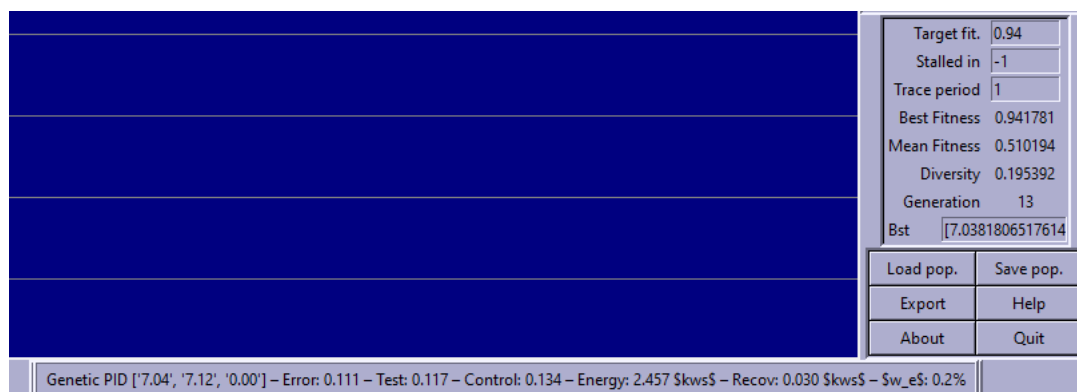 Target fit. 0.94
Stalled in -1
Trace period 1
Best Fitness 0.941781
Mean Fitness 0.510194
Diversity 0.195392
Generation 13
Bst [7.0381806517614
Load pop. Save pop.
Export Help
About Quit
Genetic PID ['7.04', '7.12', '0.00'] – Error: 0.111 – Test: 0.117 – Control: 0.134 – Energy: 2.457 $kws$ – Recov: 0.030 $kws$ – $w_e$: 0.2%